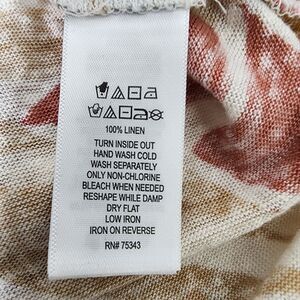 100% LINEN
TURN INSIDE OUT
HAND WASH COLD
WASH SEPARATELY
ONLY NON-CHLORINE
BLEACH WHEN NEEDED
RESHAPE WHILE DAMP
DRY FLAT
LOW IRON
IRON ON REVERSE
RN# 75343